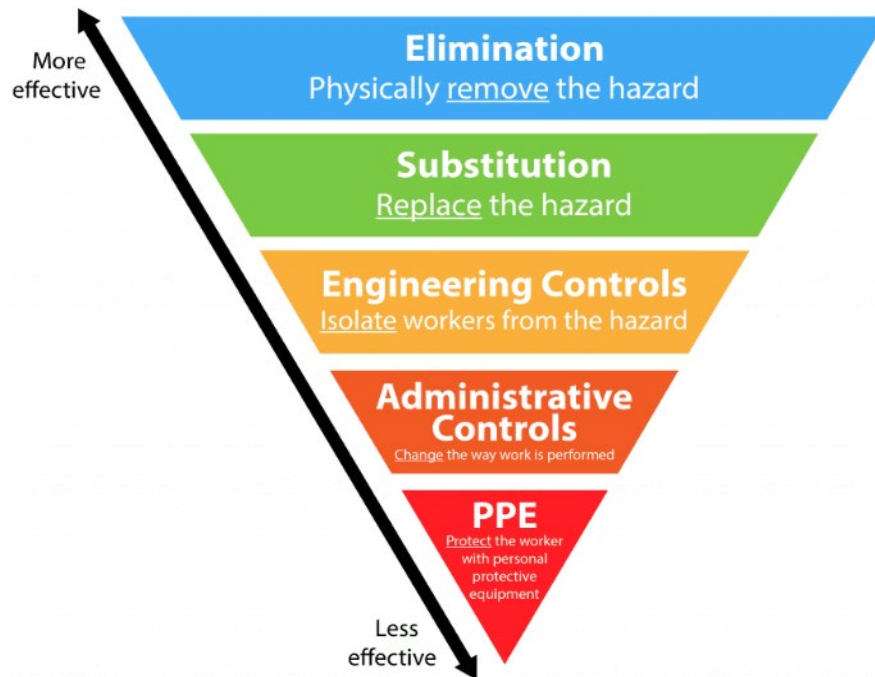 More
effective
Elimination
Physically remove the hazard
Substitution
Replace the hazard
Engineering Controls
Isolate workers from the hazard
Administrative
Controls
Change the way work is performed
PPE
Protect the worker
with personal
protective
equipment
Less
effective